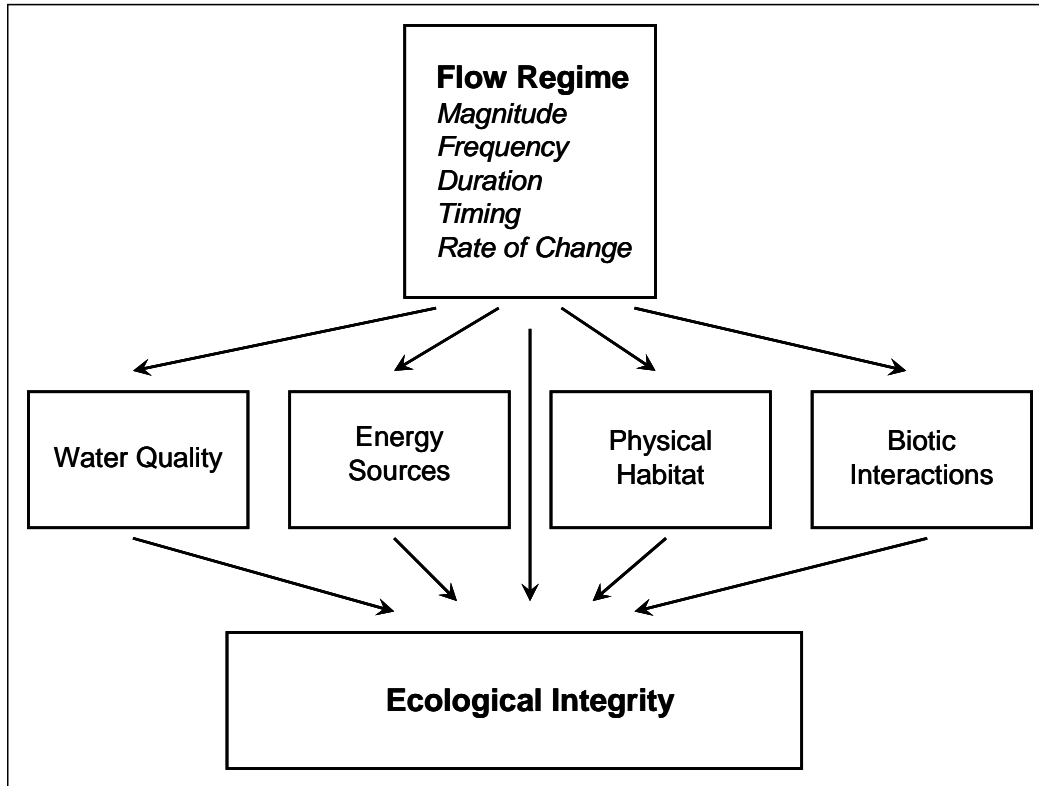 Flow Regime
Magnitude
Frequency
Duration
Timing
Rate of Change
Water Quality
Energy
Sources
Physical
Habitat
Biotic
Interactions
Ecological Integrity